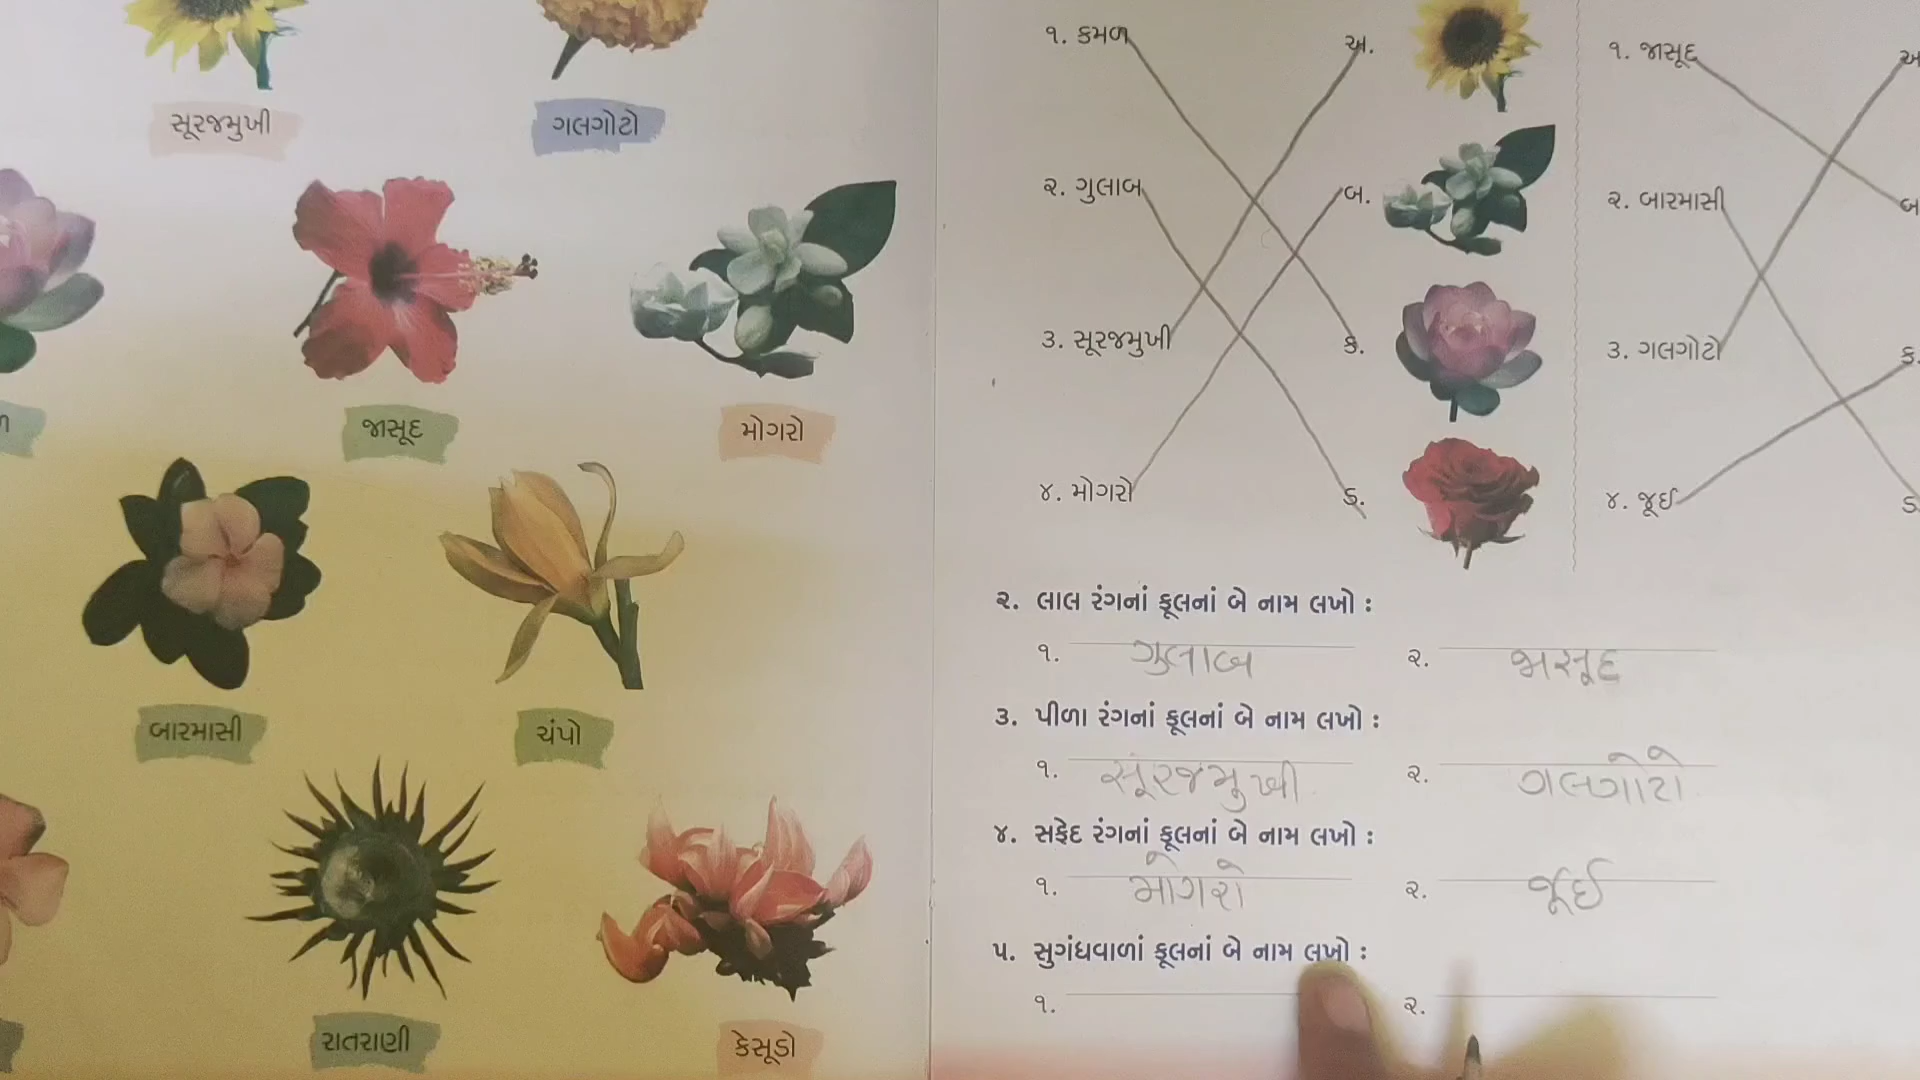 સૂરજમુખી
ગલગોટો
જાસૂદ
મોગરો
બારમાસી
ચંપો
રાતરાણી
કેસૂડો
૧. કમળ
અ.
૨. ગુલાબ
બ.
૩. સૂરજમુખી
ક.
૪. મોગરો
ડ.
૧. જાસૂદ
અ
૨. બારમાસી
બ
૩. ગલગોટો
ક.
૪. જૂઈ
ડ
૨. લાલ રંગનાં ફૂલનાં બે નામ લખો :
૧. ગુલાબ ૨. જાસૂદ
૩. પીળા રંગનાં ફૂલનાં બે નામ લખો :
૧. સૂરજમુખી ૨. ગલગોટો
૪. સફેદ રંગનાં ફૂલનાં બે નામ લખો :
૧. મોગરો ૨. જૂઈ
૫. સુગંધવાળાં ફૂલનાં બે નામ લખો :
૧. ૨.